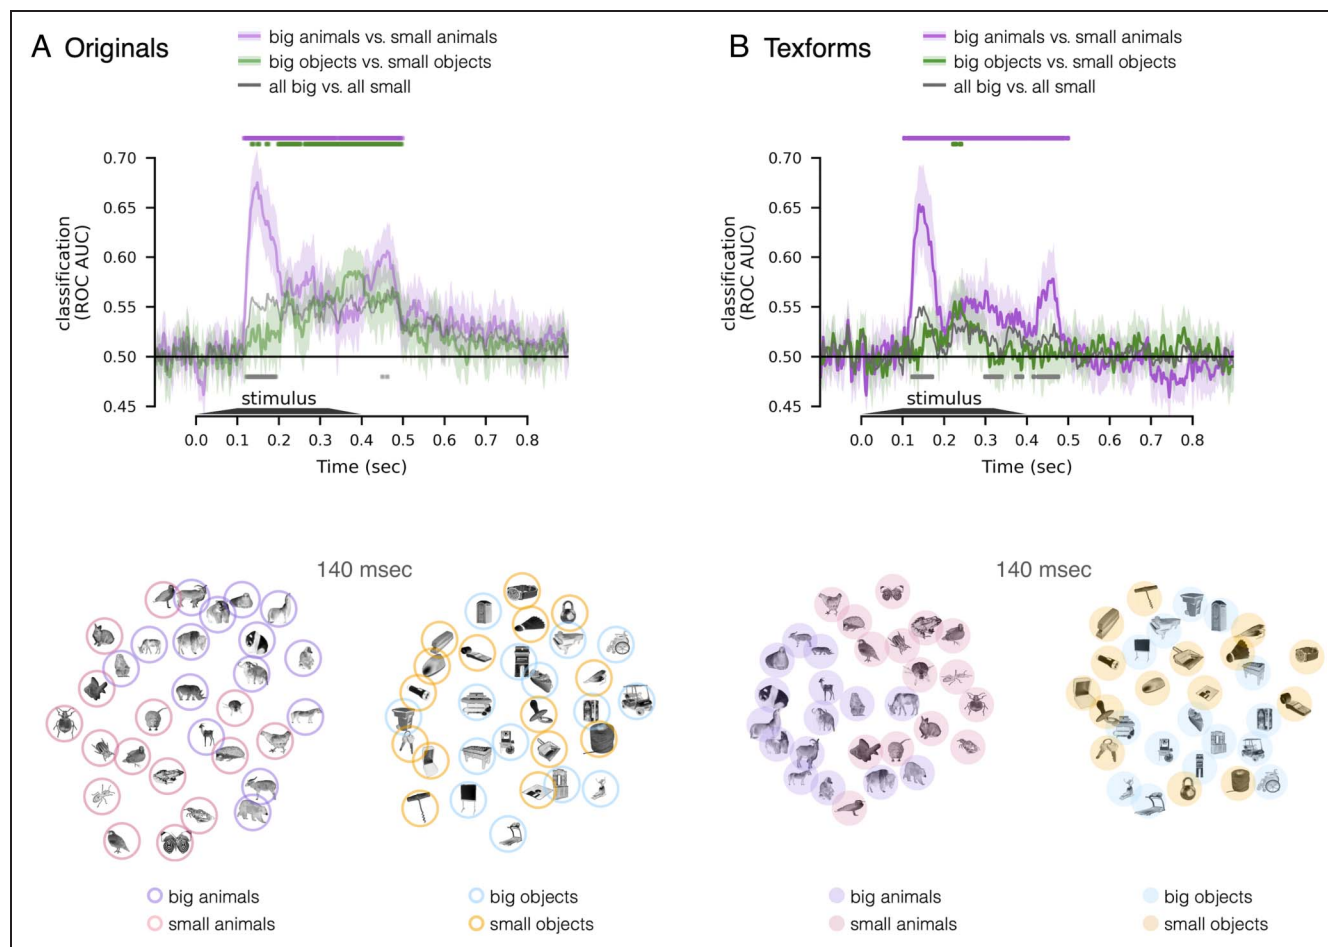 A Originals
big animals vs. small animals
big objects vs. small objects
all big vs. all small
0.70
0.65
0.60
0.55
0.50
0.45
classification
(ROC AUC)
stimulus
0.0 0.1 0.2 0.3 0.4 0.5 0.6 0.7 0.8
Time (sec)
B Texforms
big animals vs. small animals
big objects vs. small objects
all big vs. all small
0.70
0.65
0.60
0.55
0.50
0.45
classification
(ROC AUC)
stimulus
0.0 0.1 0.2 0.3 0.4 0.5 0.6 0.7 0.8
Time (sec)
140 msec
big animals
small animals
big objects
small objects
140 msec
big animals
small animals
big objects
small objects